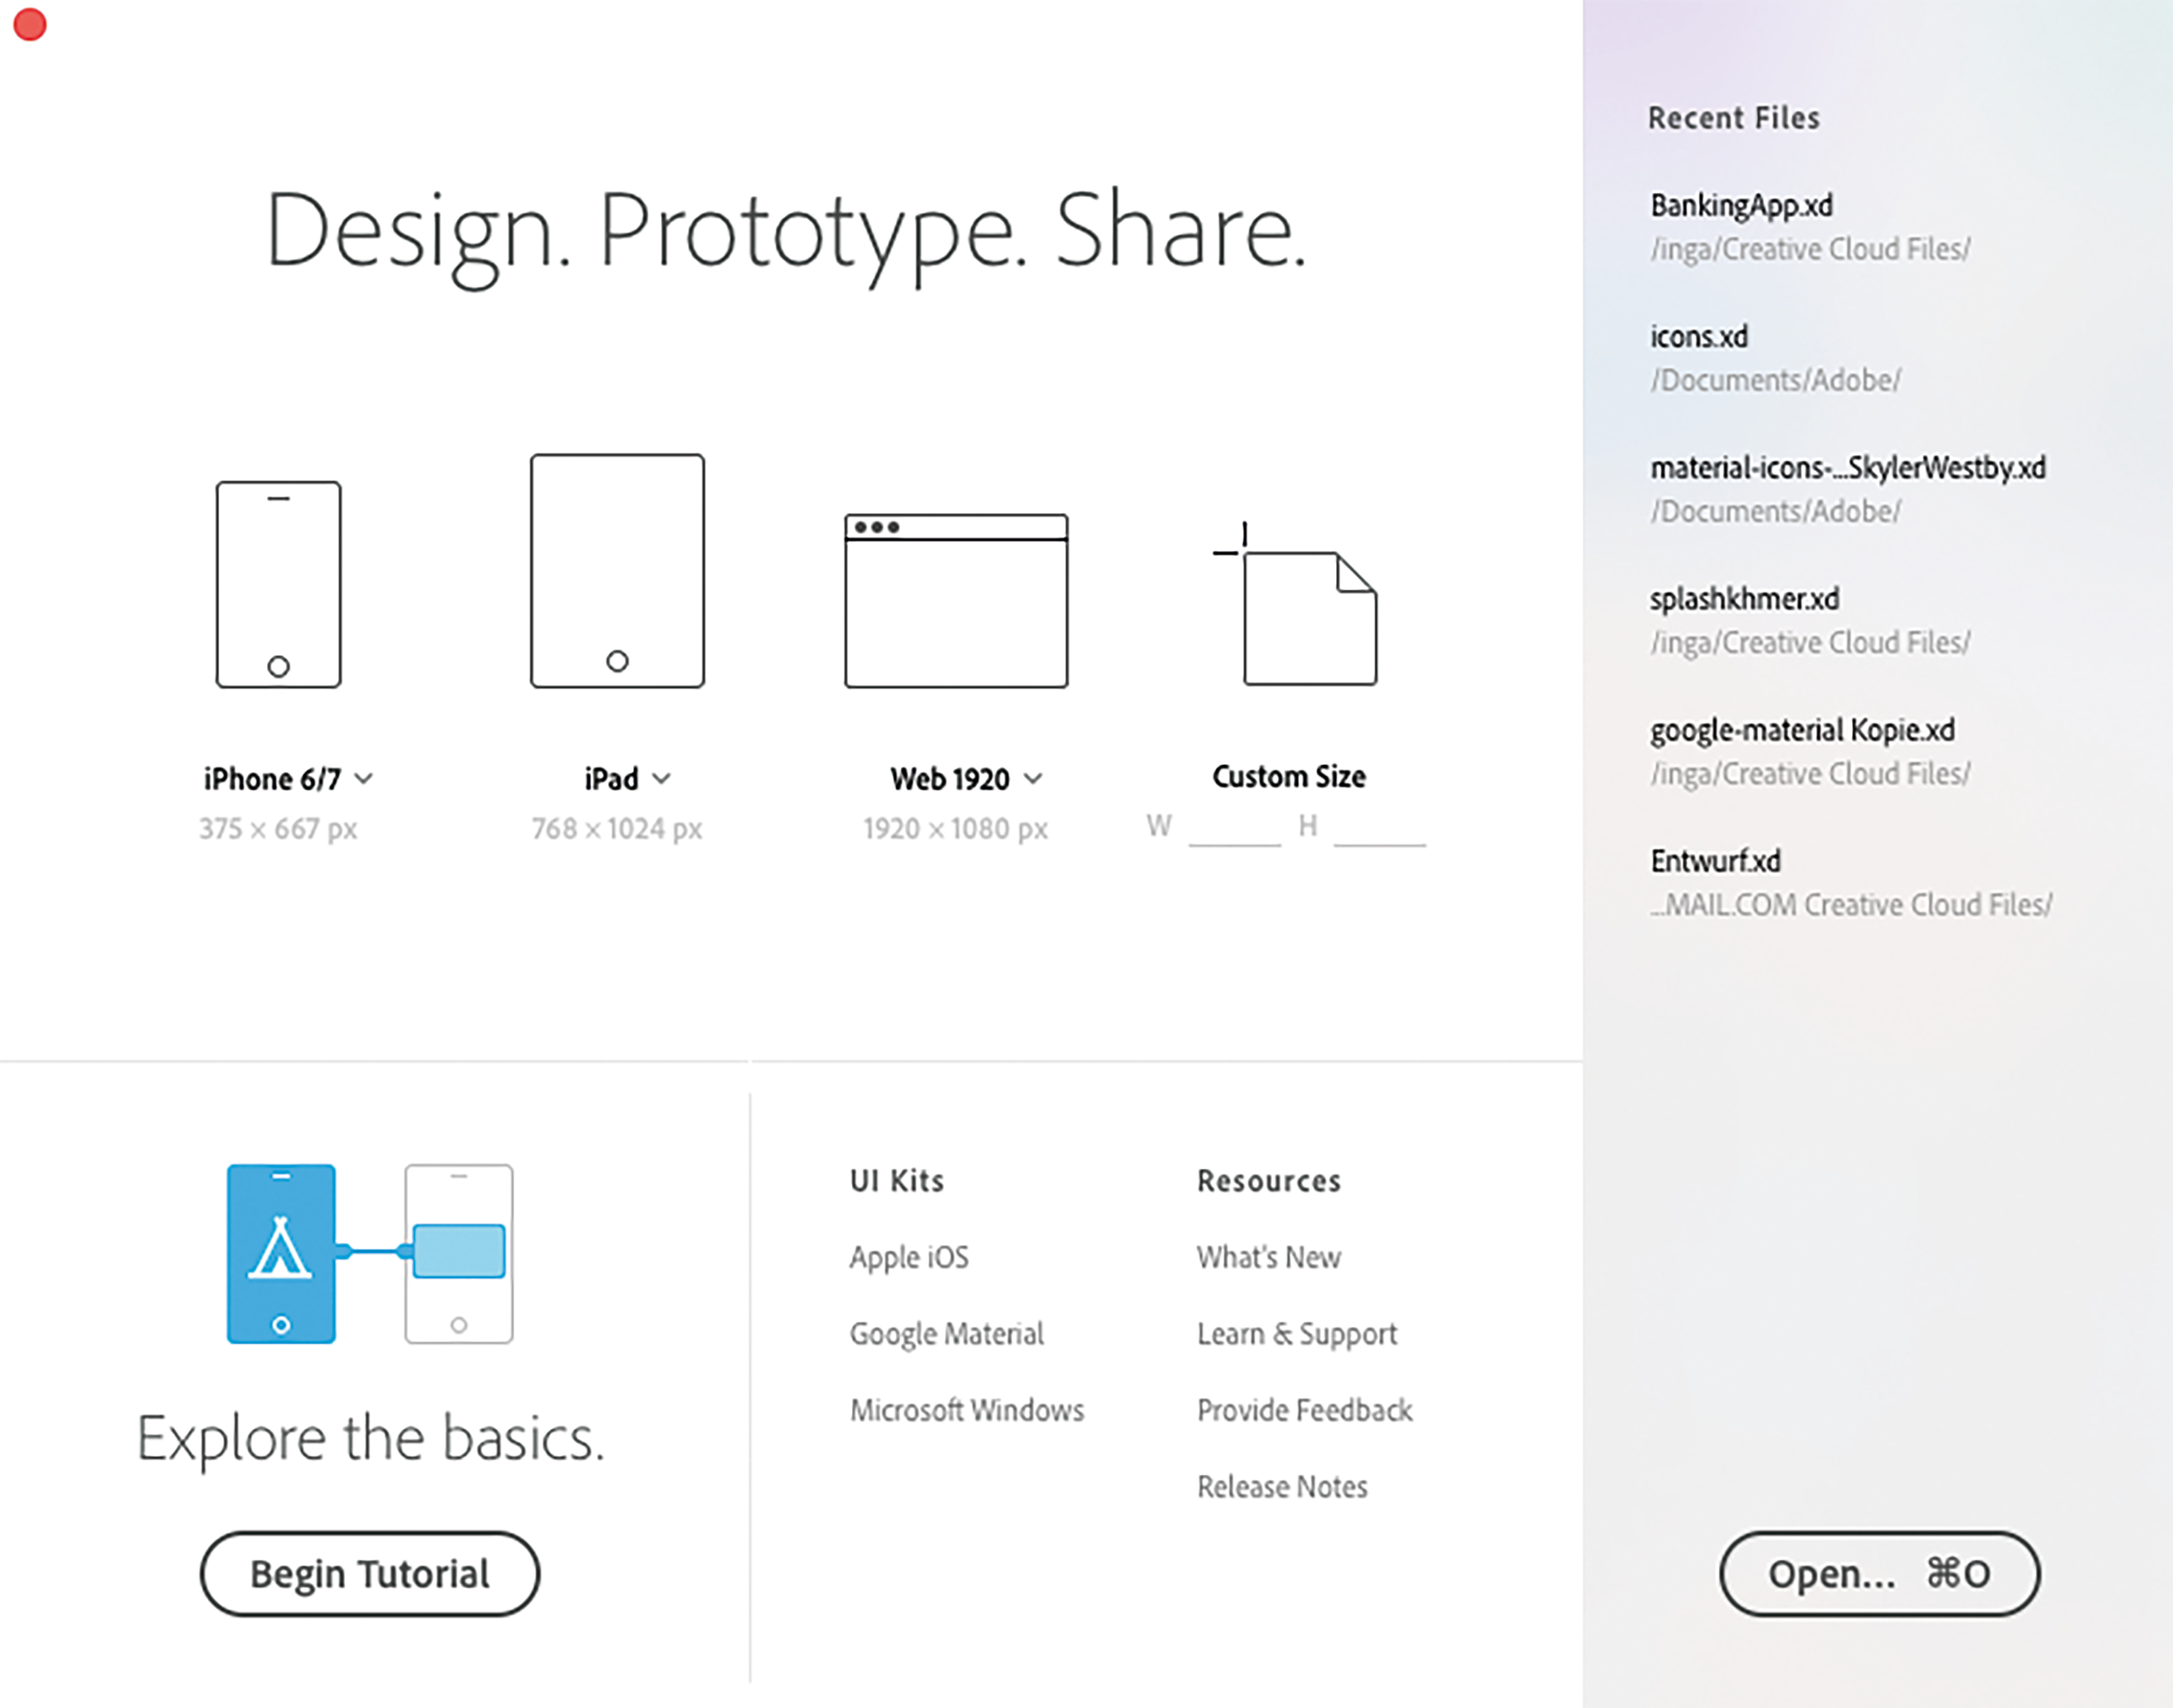 Design. Prototype. Share.
iPhone 6/7
375 × 667 px
iPad
768 × 1024 px
Web 1920
1920 × 1080 px
Custom Size
W H
Explore the basics.
Begin Tutorial
UI Kits
Apple iOS
Google Material
Microsoft Windows
Resources
What's New
Learn & Support
Provide Feedback
Release Notes
Recent Files
BankingApp.xd
/inga/Creative Cloud Files/
icons.xd
/Documents/Adobe/
material-icons-...SkylerWestby.xd
/Documents/Adobe/
splashkhmer.xd
/inga/Creative Cloud Files/
google-material Kopie.xd
/inga/Creative Cloud Files/
Entwurf.xd
...MAIL.COM Creative Cloud Files/
Open... ⌘O